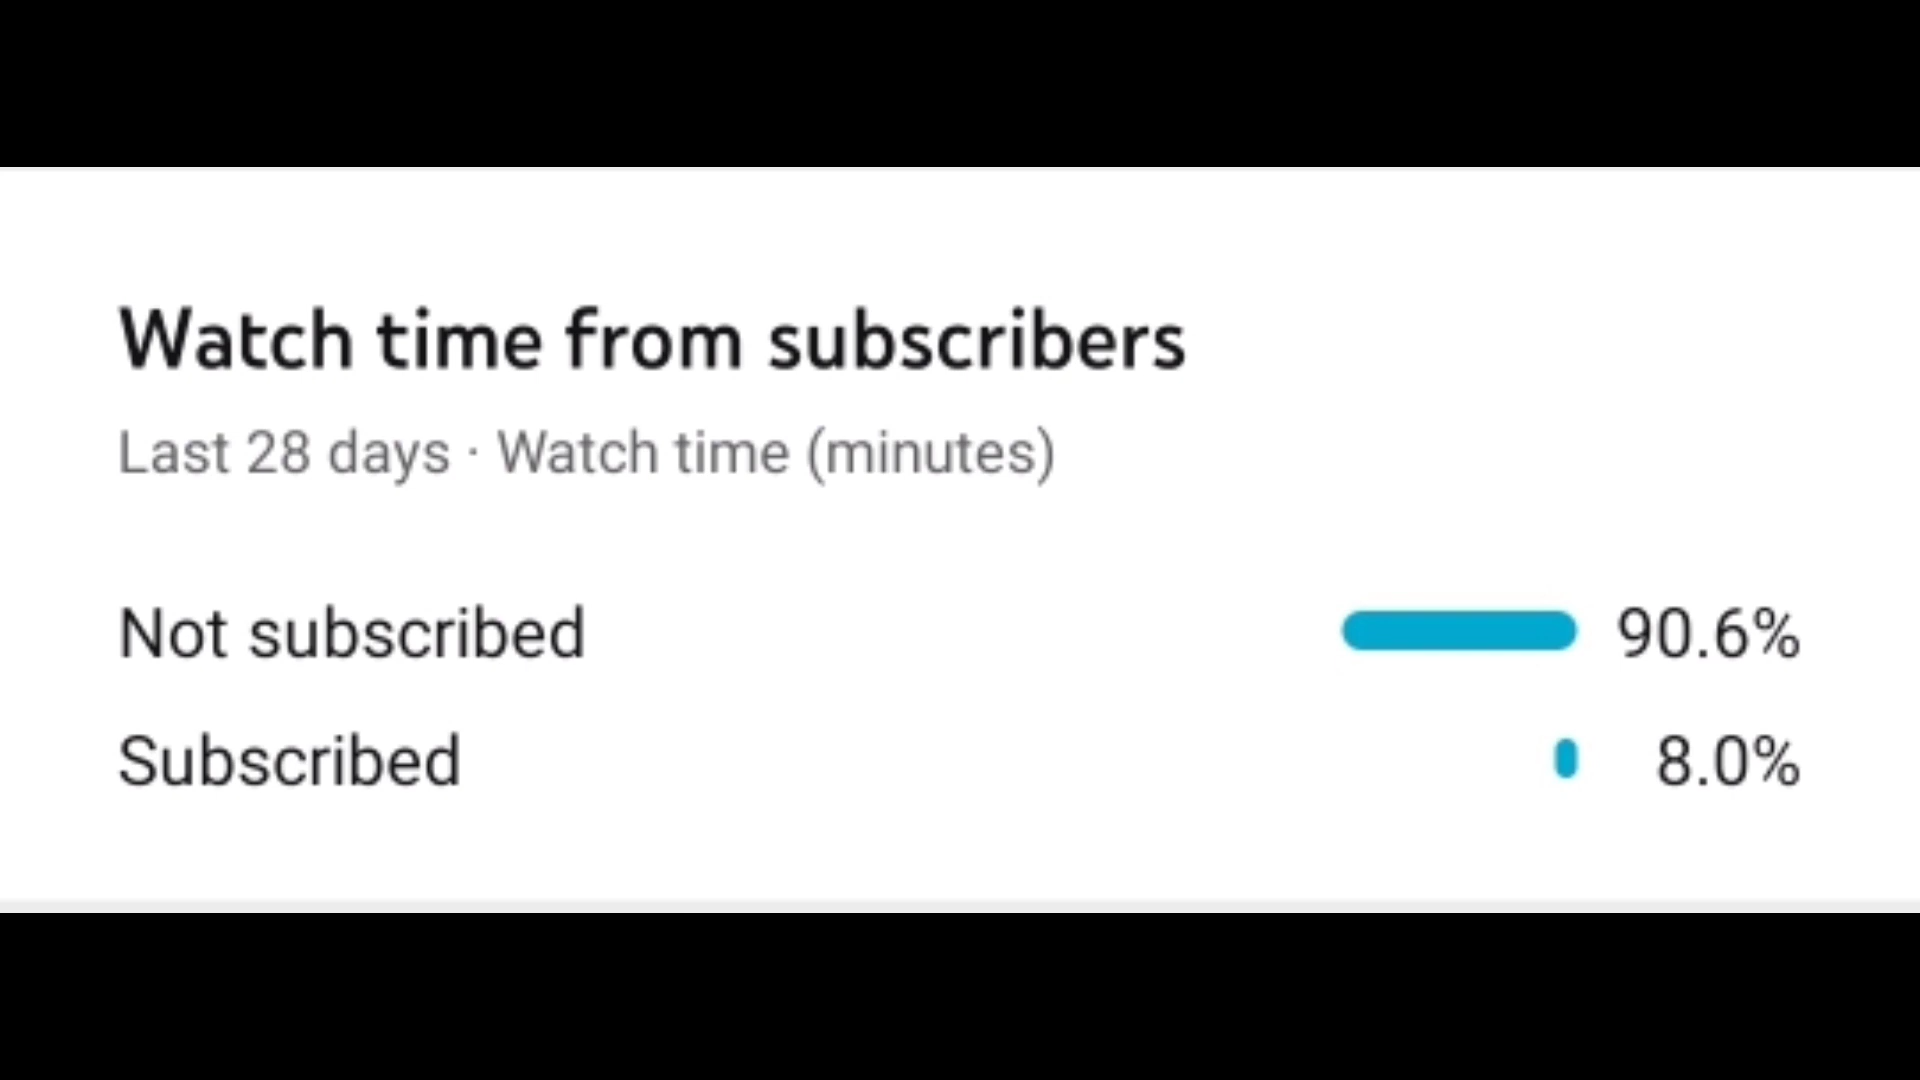 Watch time from subscribers
Last 28 days · Watch time (minutes)
Not subscribed 90.6%
Subscribed 8.0%